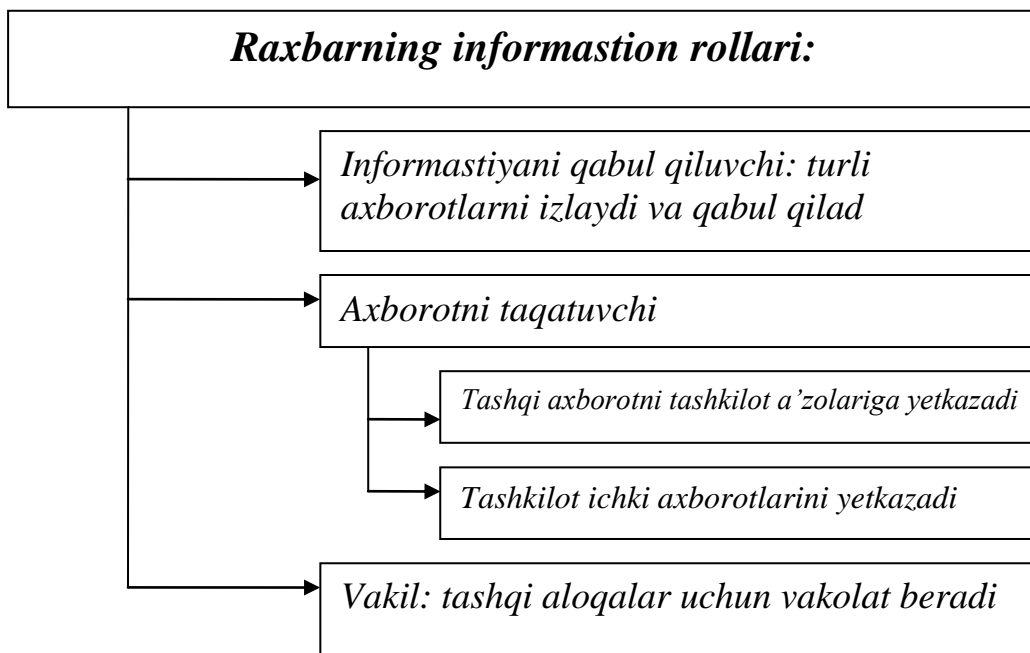 Raxbarning informastion rollari:
Informastiyani qabul qiluvchi: turli
axborotlarni izlaydi va qabul qilad
Axborotni taqatuvchi
Tashqi axborotni tashkilot a’zolariga yetkazadi
Tashkilot ichki axborotlarini yetkazadi
Vakil: tashqi aloqalar uchun vakolat beradi